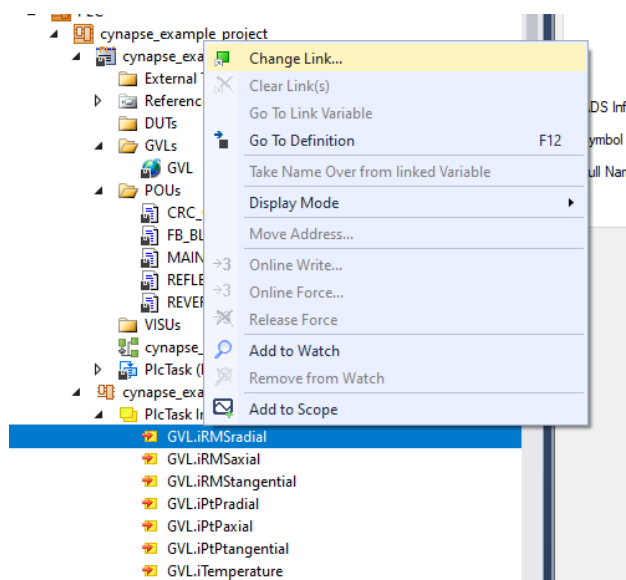 PLC
cynapse_example_project
cynapse_exa
External
Referenc
DUTs
GVLs
GVL
POUs
CRC_
FB_BL
MAIN
REFLE
REVER
VISUs
cynapse_
PlcTask (
cynapse_exa
PlcTask I
GVL.iRMSradial
GVL.iRMSaxial
GVL.iRMStangential
GVL.iPtPradial
GVL.iPtPaxial
GVL.iPtPtangential
GVL.iTemperature
Change Link...
Clear Link(s)
Go To Link Variable
Go To Definition F12
Take Name Over from linked Variable
Display Mode
Move Address...
Online Write...
Online Force...
Release Force
Add to Watch
Remove from Watch
Add to Scope
DS Inf
ymbol
ull Nar